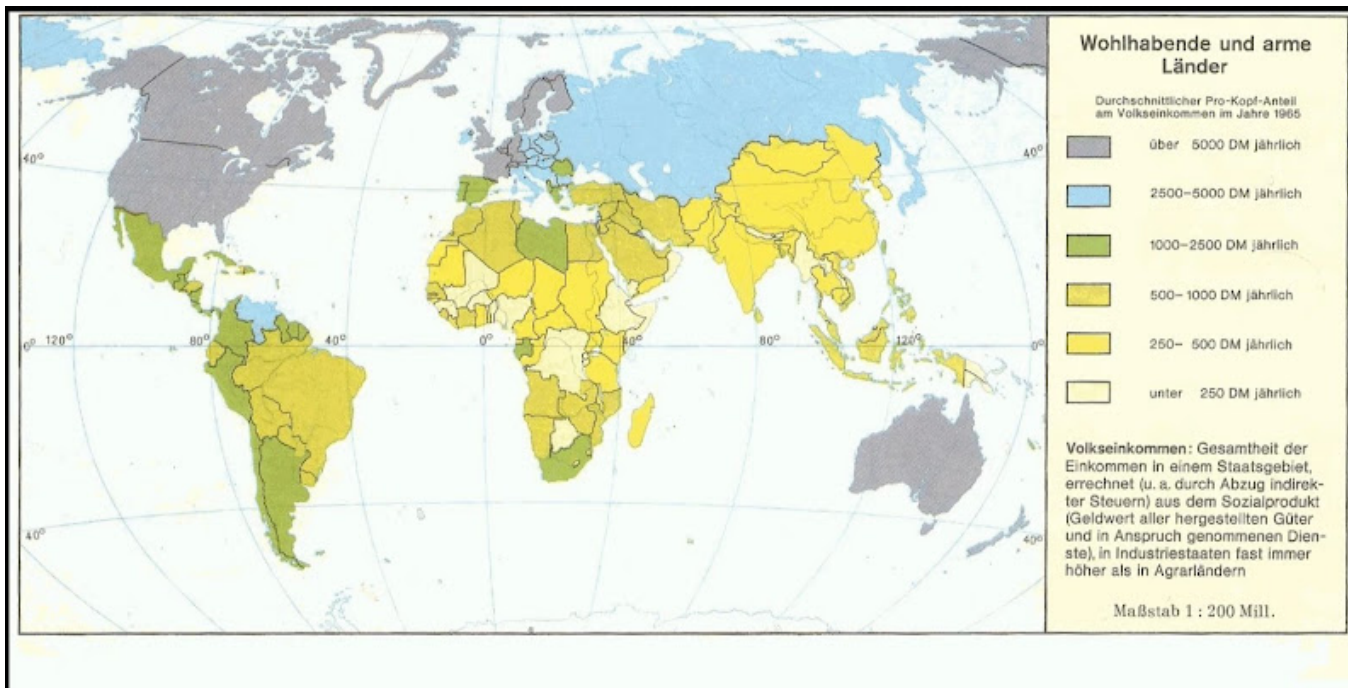 Wohlhabende und arme
Länder
Durchschnittlicher Pro-Kopf-Anteil
am Volkseinkommen im Jahre 1965
über 5000 DM jährlich
2500–5000 DM jährlich
1000–2500 DM jährlich
500–1000 DM jährlich
250– 500 DM jährlich
unter 250 DM jährlich
Volkseinkommen: Gesamtheit der
Einkommen in einem Staatsgebiet,
errechnet (u. a. durch Abzug indirek-
ter Steuern) aus dem Sozialprodukt
(Geldwert aller hergestellten Güter
und in Anspruch genommenen Dien-
ste), in Industriestaaten fast immer
höher als in Agrarländern
Maßstab 1 : 200 Mill.
40° 40°
0° 120° 80° 40° 0° 40° 80° 120° 0°
40° 40°